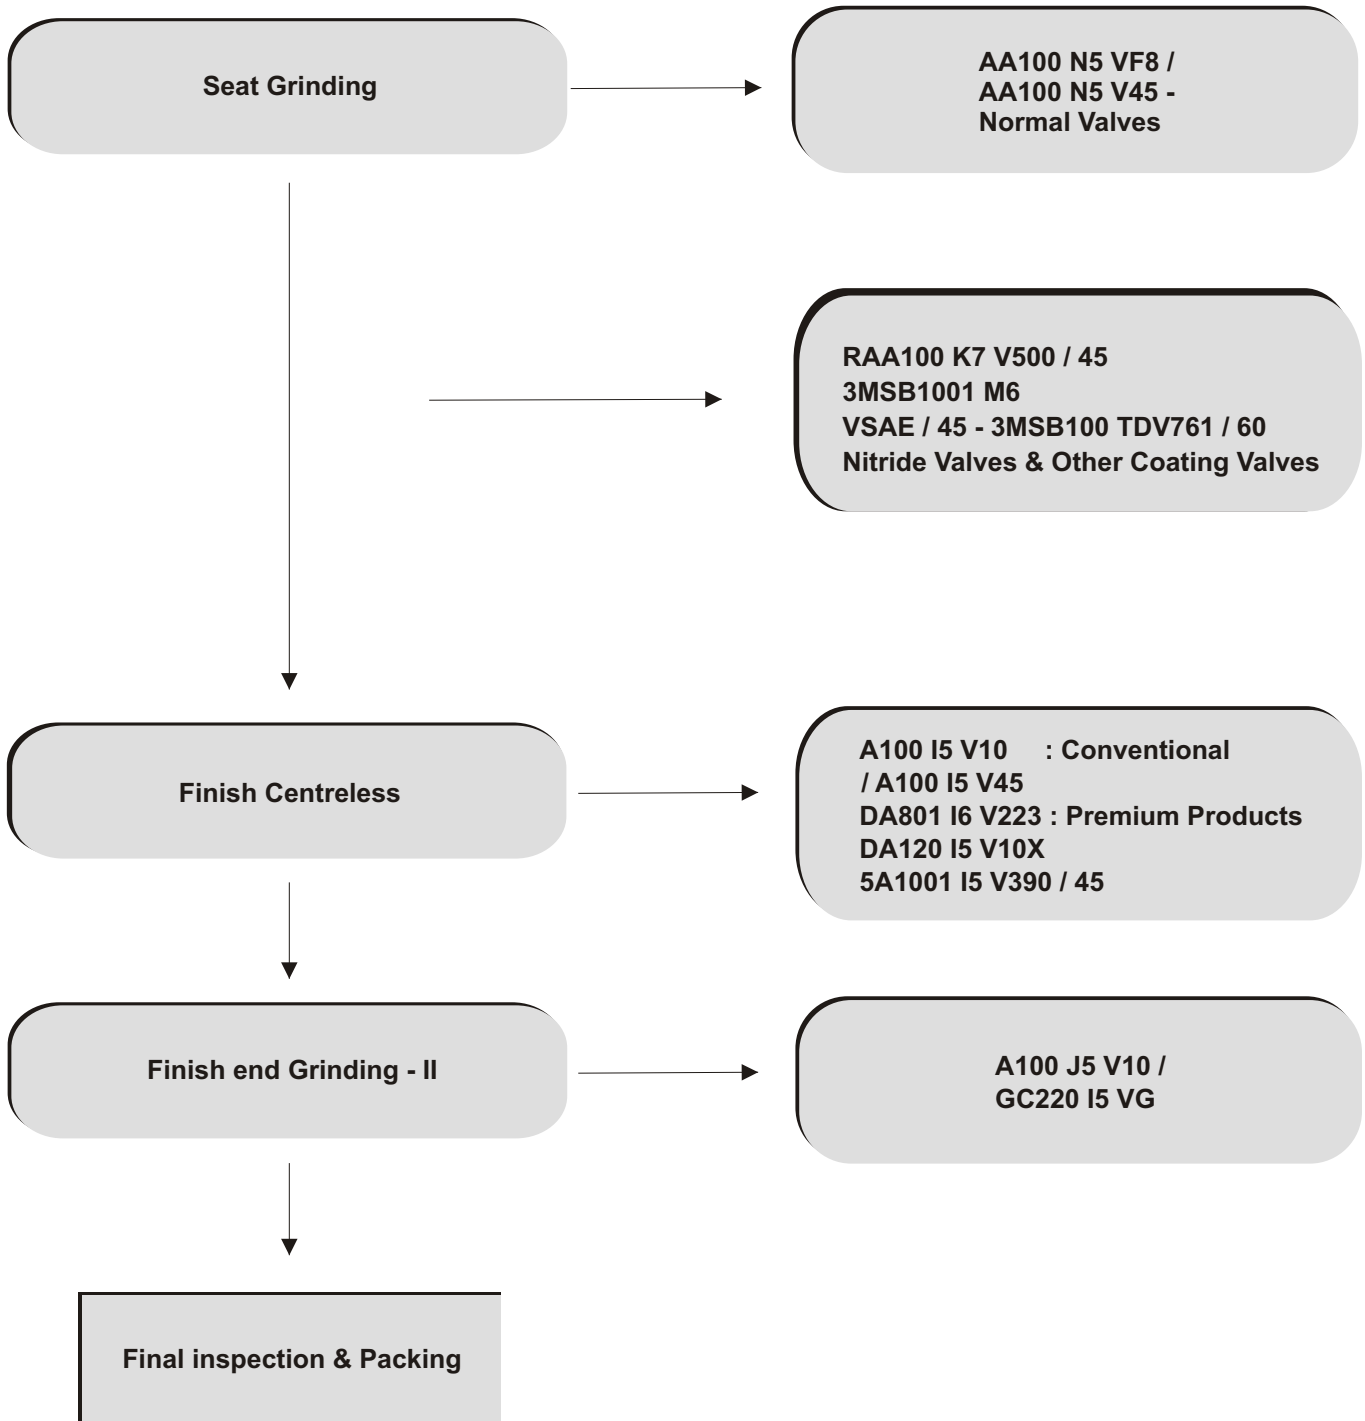 Seat Grinding
AA100 N5 VF8 /
AA100 N5 V45 -
Normal Valves
RAA100 K7 V500 / 45
3MSB1001 M6
VSAE / 45 - 3MSB100 TDV761 / 60
Nitride Valves & Other Coating Valves
Finish Centreless
A100 I5 V10 : Conventional
/ A100 I5 V45
DA801 I6 V223 : Premium Products
DA120 I5 V10X
5A1001 I5 V390 / 45
Finish end Grinding - II
A100 J5 V10 /
GC220 I5 VG
Final inspection & Packing